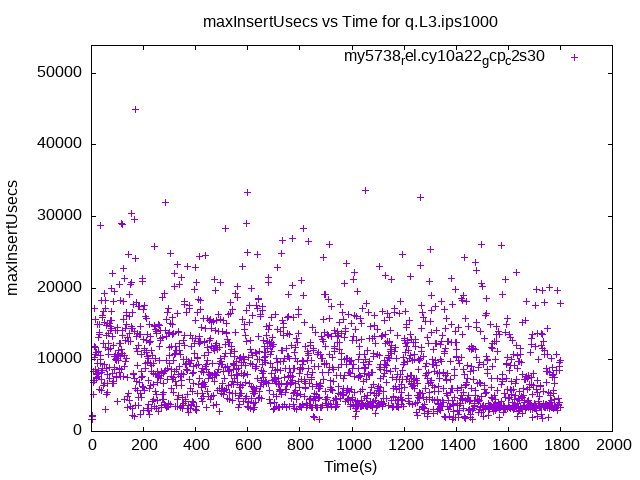 maxInsertUsecs vs Time for q.L3.ips1000
my5738rel.cy10a22gcpc2s30
50000
40000
30000
20000
10000
0
maxInsertUsecs
0 200 400 600 800 1000 1200 1400 1600 1800 2000
Time(s)